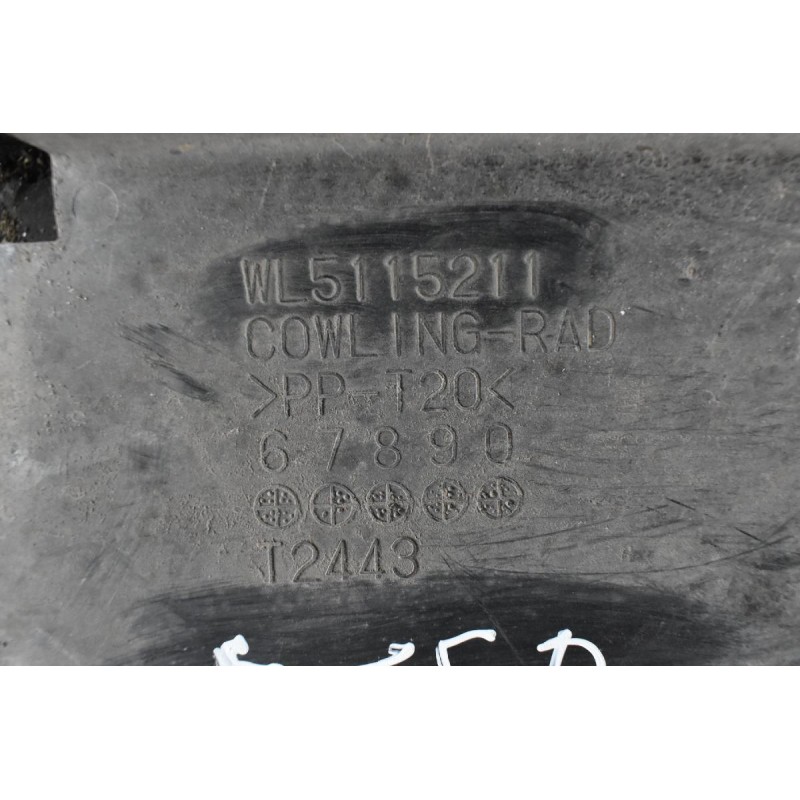 WL5115211
COWLING-RAD
>PP-T20<
6 7 8 9 0
T2443